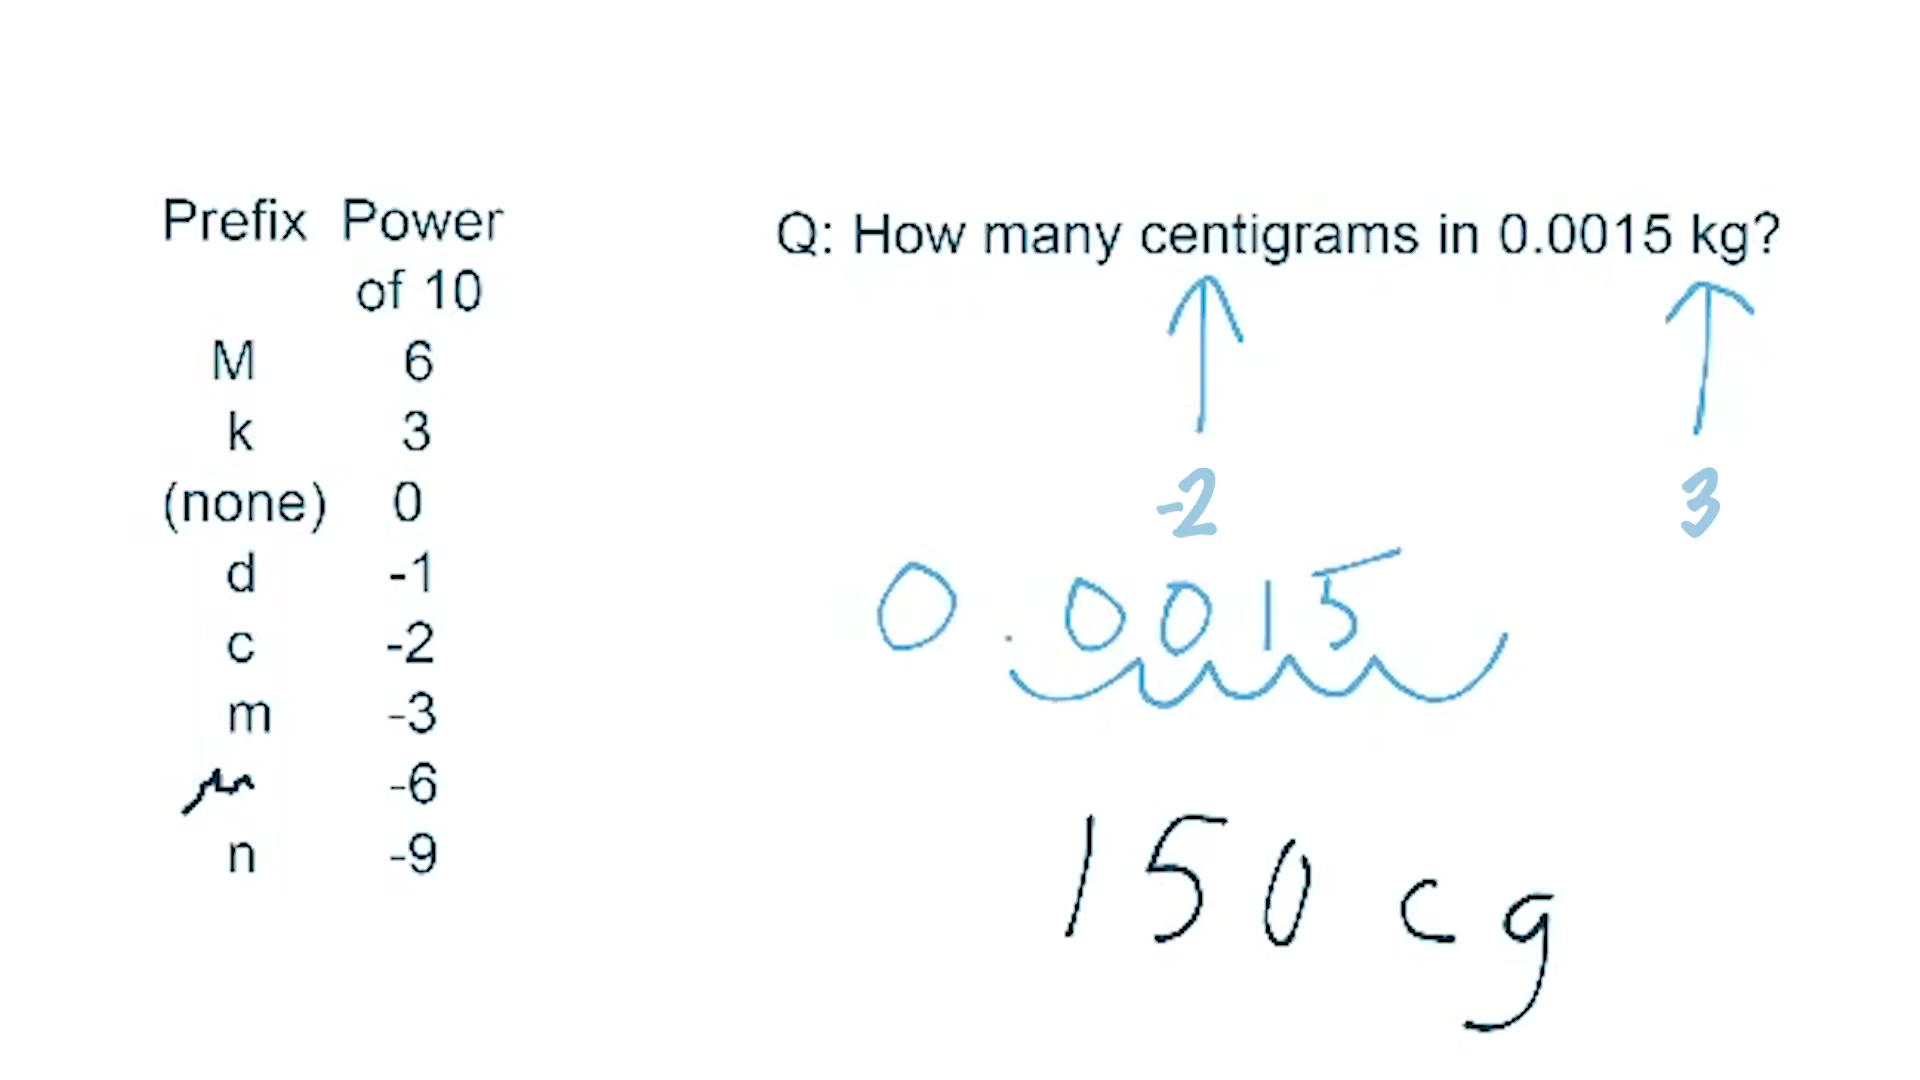 Prefix Power
of 10
M 6
k 3
(none) 0
d -1
c -2
m -3
μ -6
n -9
Q: How many centigrams in 0.0015 kg?
-2 3
0.0015
150 cg